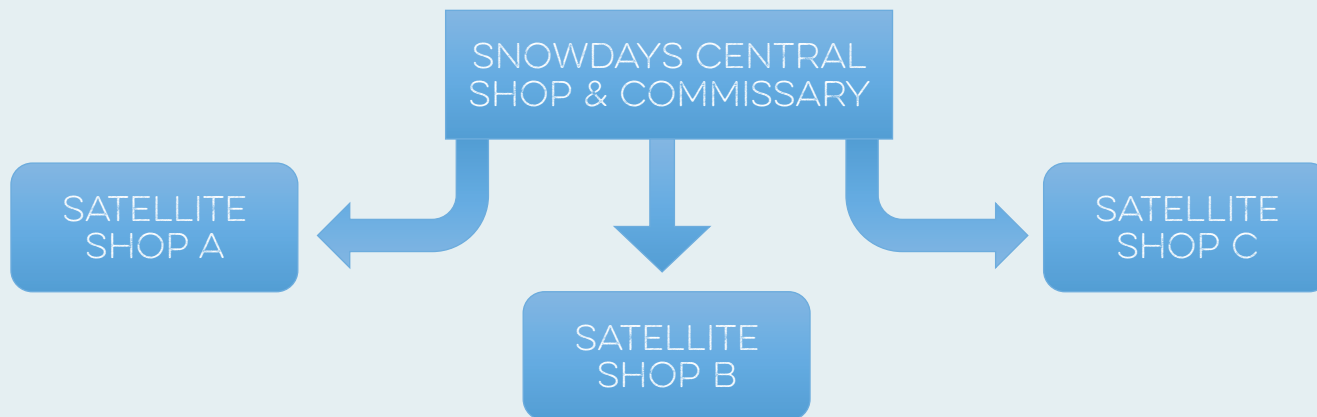 SNOWDAYS CENTRAL
SHOP & COMMISSARY
SATELLITE
SHOP A
SATELLITE
SHOP B
SATELLITE
SHOP C